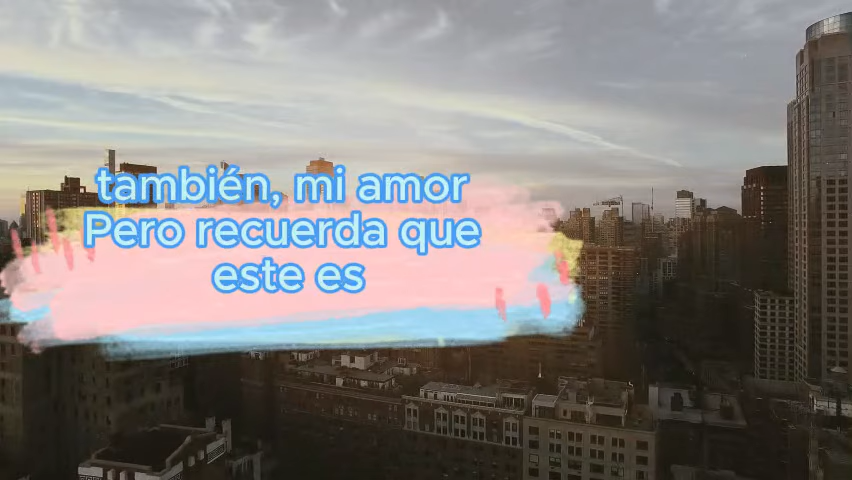 también, mi amor
Pero recuerda que
este es